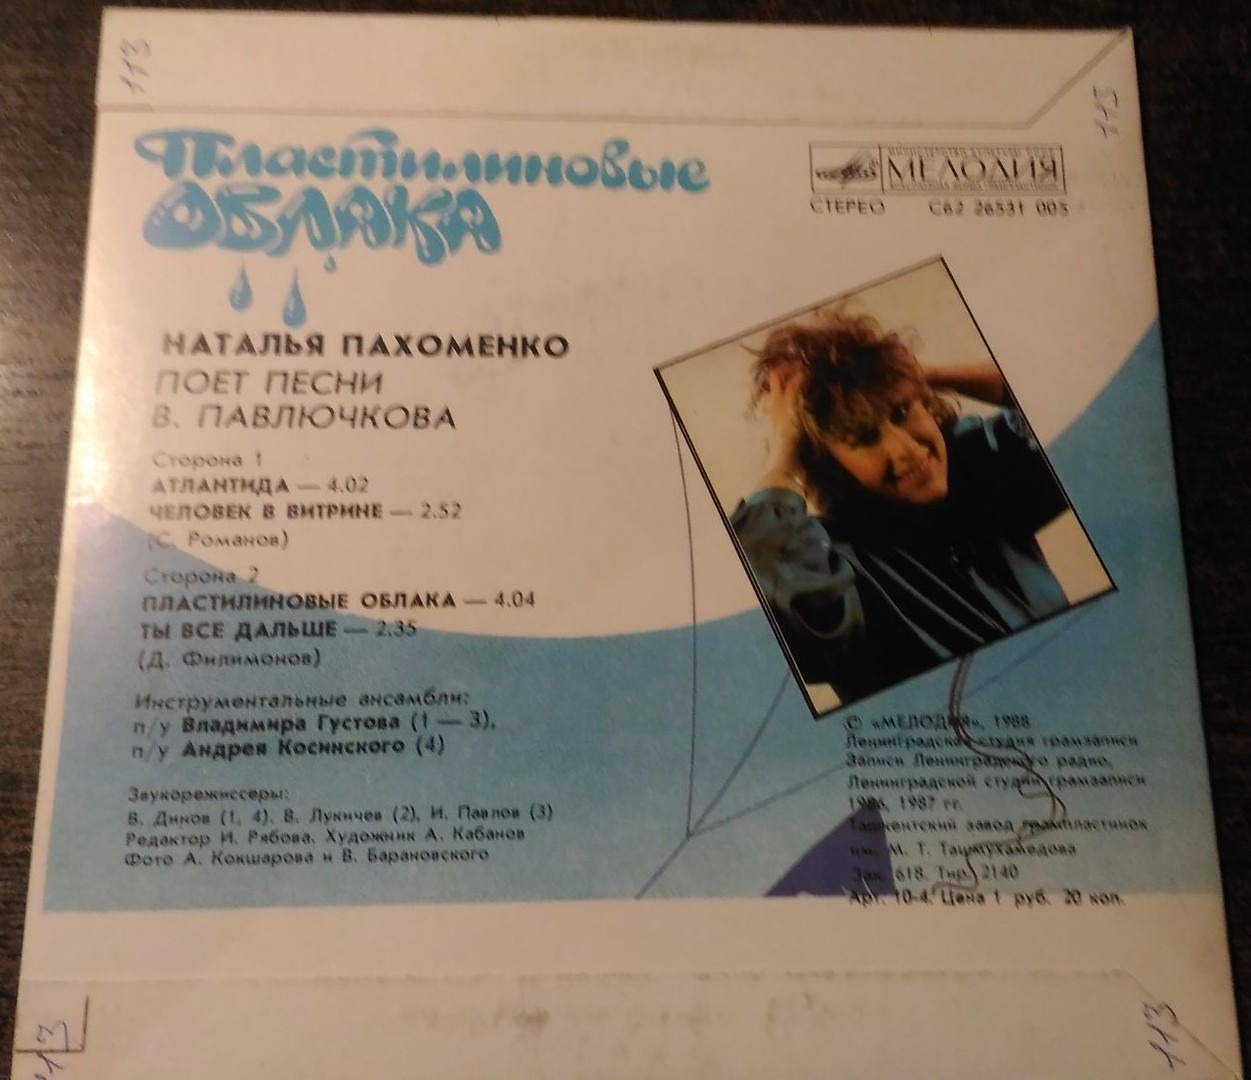 113
113
Пластилиновые
ОБЛАКА
МЕЛОДИЯ
СТЕРЕО С62 26531 005
НАТАЛЬЯ ПАХОМЕНКО
ПОЕТ ПЕСНИ
В. ПАВЛЮЧКОВА
Сторона 1
АТЛАНТИДА — 4.02
ЧЕЛОВЕК В ВИТРИНЕ — 2.52
(С. Романов)
Сторона 2
ПЛАСТИЛИНОВЫЕ ОБЛАКА — 4.04
ТЫ ВСЕ ДАЛЬШЕ — 2.35
(Д. Филимонов)
Инструментальные ансамбли:
п/у Владимира Густова (1 — 3),
п/у Андрея Косинского (4)
Звукорежиссеры:
В. Динов (1, 4), В. Лукичев (2), И. Павлов (3)
Редактор И. Рябова. Художник А. Кабанов
Фото А. Кокшарова и В. Барановского
© «МЕЛОДИЯ», 1988
Ленинградская студия грамзаписи
Записи Ленинградского радио,
Ленинградской студии грамзаписи
1986, 1987 гг.
Ташкентский завод грампластинок
им. М. Т. Ташмухамедова
Зак. 618. Тир. 2140
Арт. 10-4. Цена 1 руб. 20 коп.
113
113